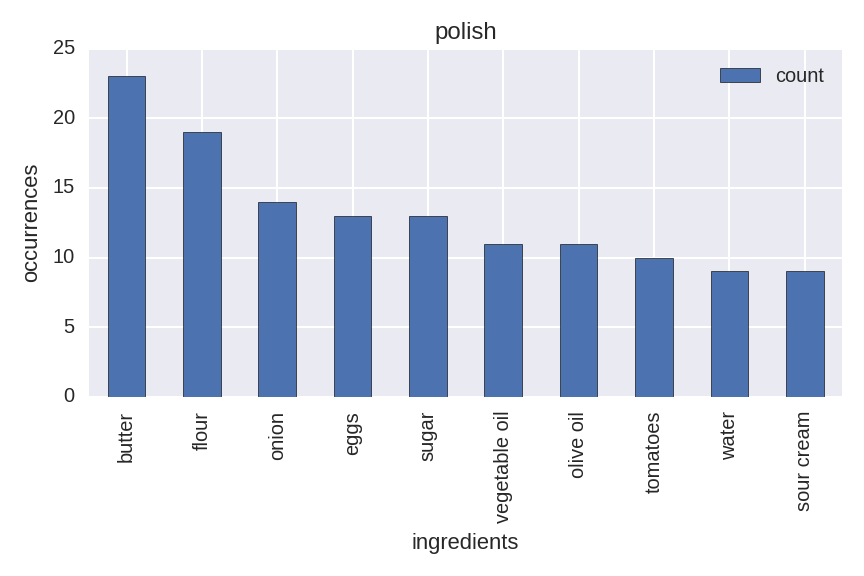 polish
25
20
15
10
5
0
occurrences
count
butter
flour
onion
eggs
sugar
vegetable oil
olive oil
tomatoes
water
sour cream
ingredients